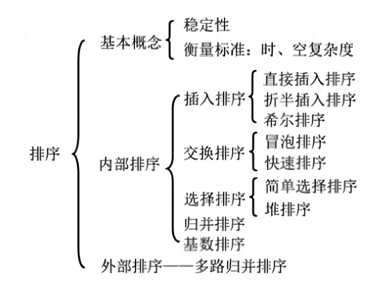 排序
基本概念
稳定性
衡量标准：时、空复杂度
内部排序
插入排序
直接插入排序
折半插入排序
希尔排序
交换排序
冒泡排序
快速排序
选择排序
简单选择排序
堆排序
归并排序
基数排序
外部排序——多路归并排序